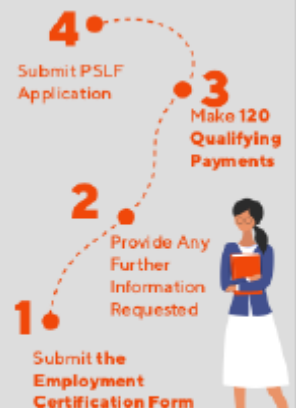 4
Submit PSLF
Application
3
Make 120
Qualifying
Payments
2
Provide Any
Further
Information
Requested
1
Submit the
Employment
Certification Form